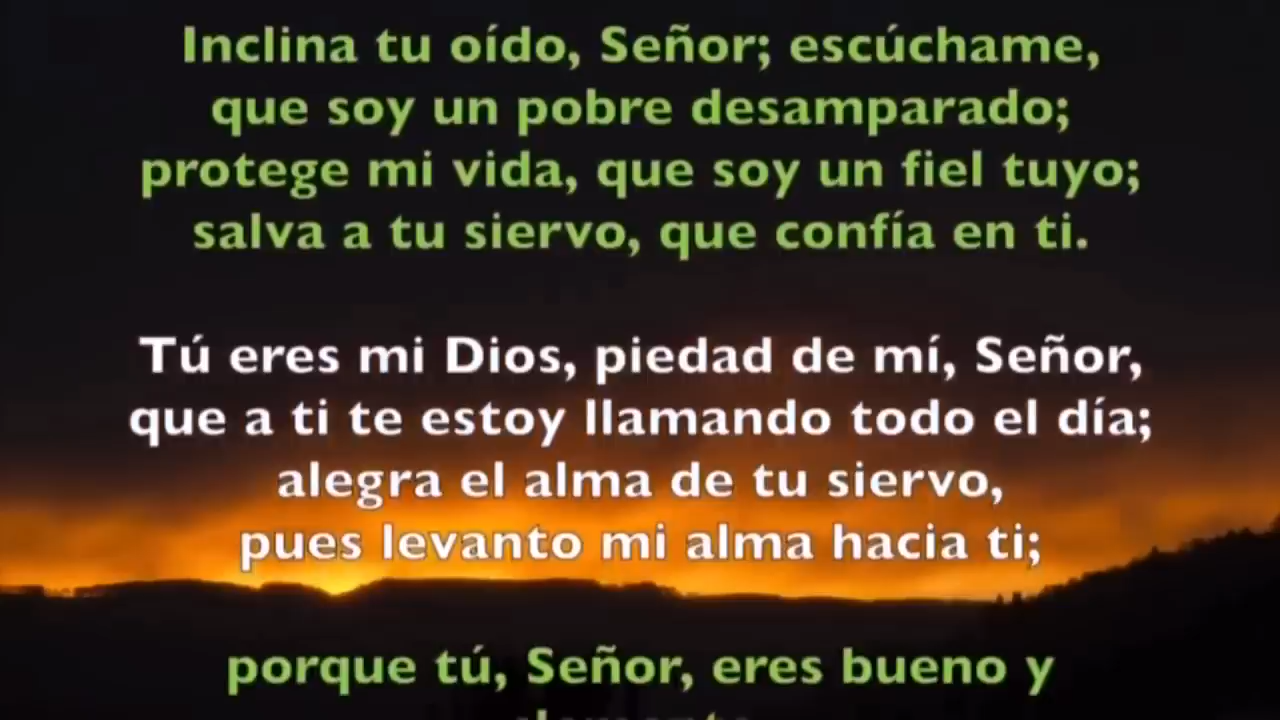 Inclina tu oído, Señor; escúchame,
que soy un pobre desamparado;
protege mi vida, que soy un fiel tuyo;
salva a tu siervo, que confía en ti.
Tú eres mi Dios, piedad de mí, Señor,
que a ti te estoy llamando todo el día;
alegra el alma de tu siervo,
pues levanto mi alma hacia ti;
porque tú, Señor, eres bueno y